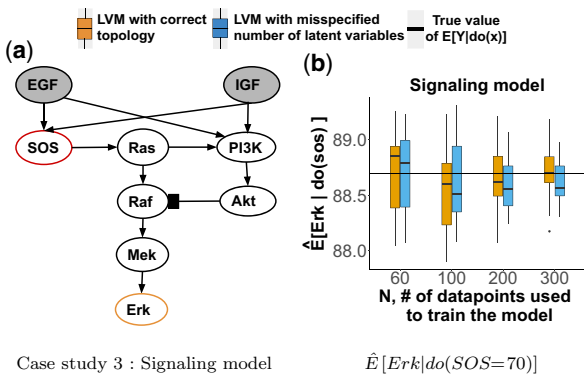 LVM with correct topology
LVM with misspecified number of latent variables
True value of E[Y|do(x)]
(a)
EGF
IGF
SOS
Ras
PI3K
Raf
Akt
Mek
Erk
Case study 3 : Signaling model
(b)
Signaling model
Ê[Erk | do(sos) ]
89.0
88.5
88.0
60
100
200
300
N, # of datapoints used
to train the model
Ê[Erk|do(SOS=70)]